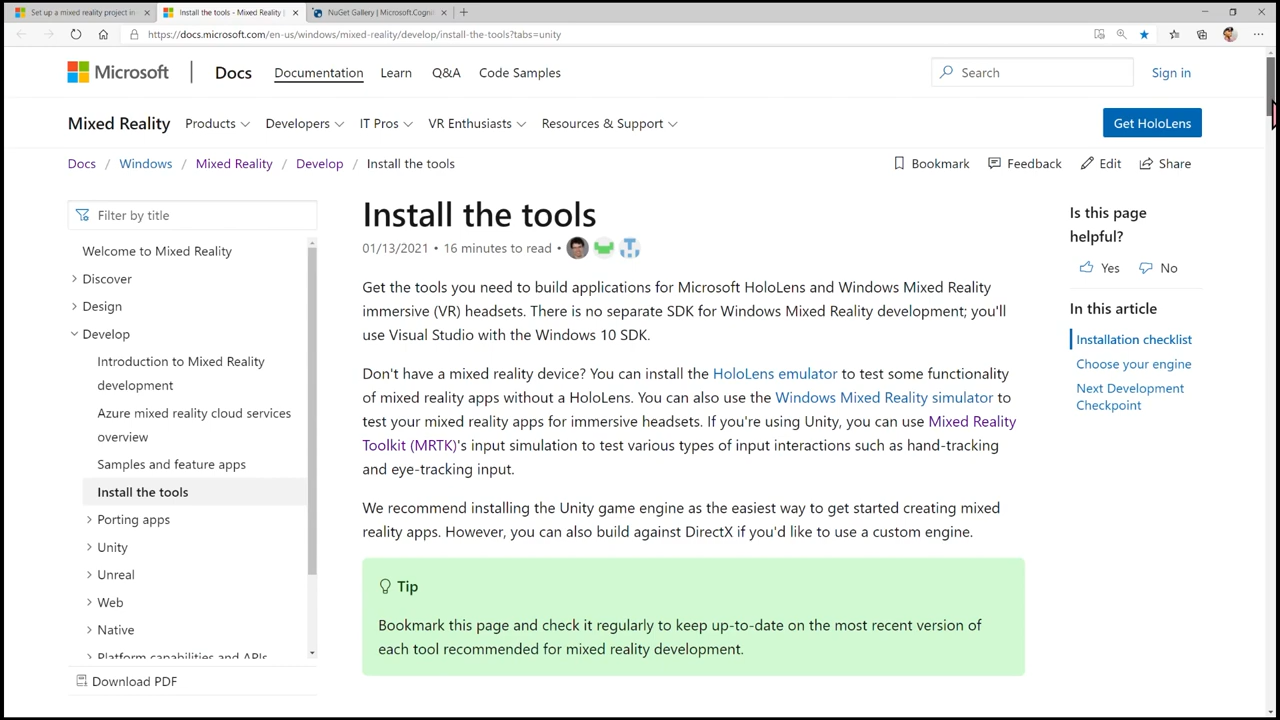 Set up a mixed reality project in
Install the tools - Mixed Reality |
NuGet Gallery | Microsoft.Cogni
https://docs.microsoft.com/en-us/windows/mixed-reality/develop/install-the-tools?tabs=unity
Microsoft
Docs
Documentation
Learn
Q&A
Code Samples
Search
Sign in
Mixed Reality
Products
Developers
IT Pros
VR Enthusiasts
Resources & Support
Get HoloLens
Docs / Windows / Mixed Reality / Develop / Install the tools
Bookmark
Feedback
Edit
Share
Filter by title
Welcome to Mixed Reality
Discover
Design
Develop
Introduction to Mixed Reality
development
Azure mixed reality cloud services
overview
Samples and feature apps
Install the tools
Porting apps
Unity
Unreal
Web
Native
Platform capabilities and APIs
Download PDF
Install the tools
01/13/2021 • 16 minutes to read •
Get the tools you need to build applications for Microsoft HoloLens and Windows Mixed Reality
immersive (VR) headsets. There is no separate SDK for Windows Mixed Reality development; you'll
use Visual Studio with the Windows 10 SDK.
Don't have a mixed reality device? You can install the HoloLens emulator to test some functionality
of mixed reality apps without a HoloLens. You can also use the Windows Mixed Reality simulator to
test your mixed reality apps for immersive headsets. If you're using Unity, you can use Mixed Reality
Toolkit (MRTK)'s input simulation to test various types of input interactions such as hand-tracking
and eye-tracking input.
We recommend installing the Unity game engine as the easiest way to get started creating mixed
reality apps. However, you can also build against DirectX if you'd like to use a custom engine.
Tip
Bookmark this page and check it regularly to keep up-to-date on the most recent version of
each tool recommended for mixed reality development.
Is this page
helpful?
Yes
No
In this article
Installation checklist
Choose your engine
Next Development
Checkpoint